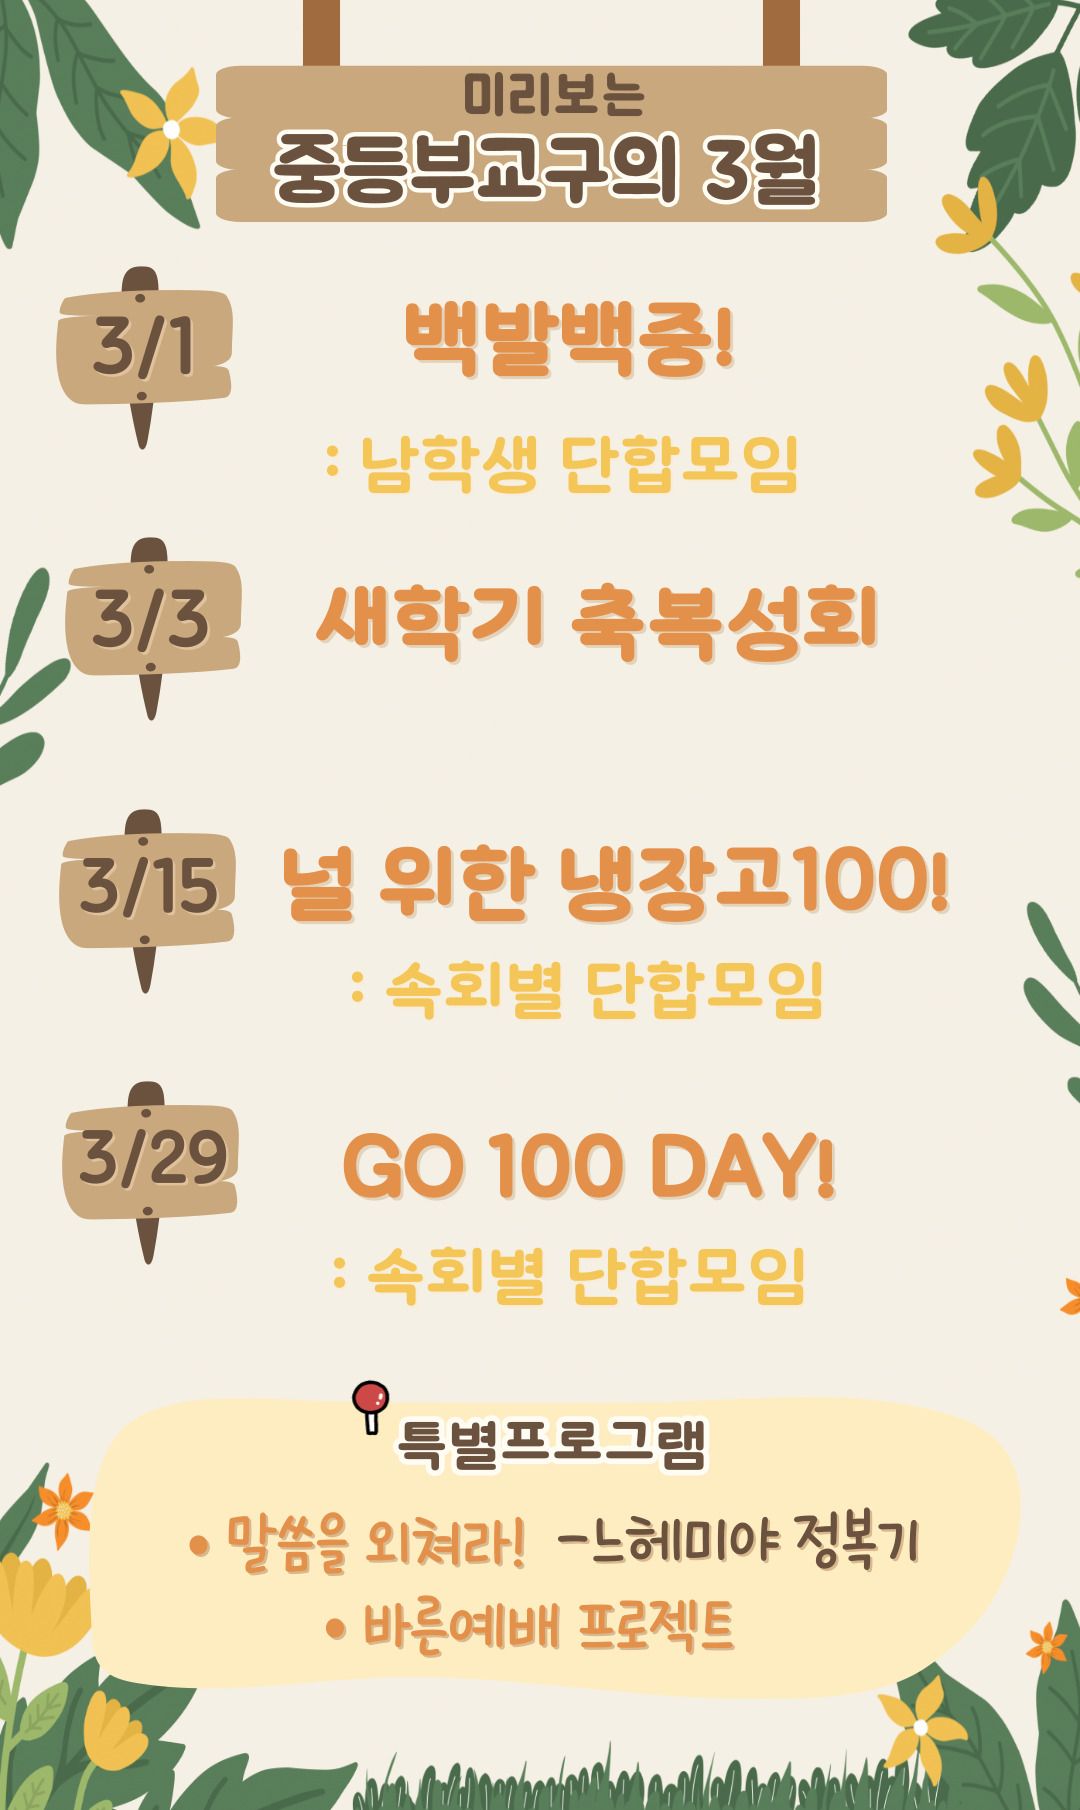 미리보는
중등부교구의 3월
3/1
백발백중!
: 남학생 단합모임
3/3
새학기 축복성회
3/15
널 위한 냉장고100!
: 속회별 단합모임
3/29
GO 100 DAY!
: 속회별 단합모임
특별프로그램
• 말씀을 외쳐라! -느헤미야 정복기
• 바른예배 프로젝트